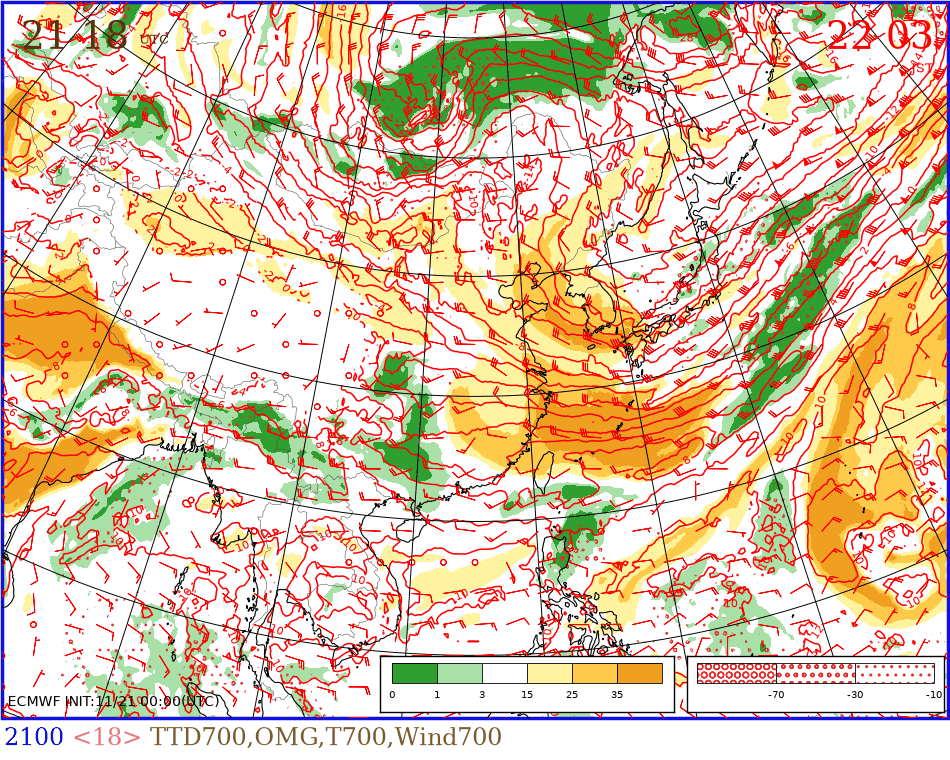 21 18 UTC
22 03
0 1 3 15 25 35
-70 -30 -10
ECMWF INIT:11/21 00:00(UTC)
2100 <18> TTD700,OMG,T700,Wind700